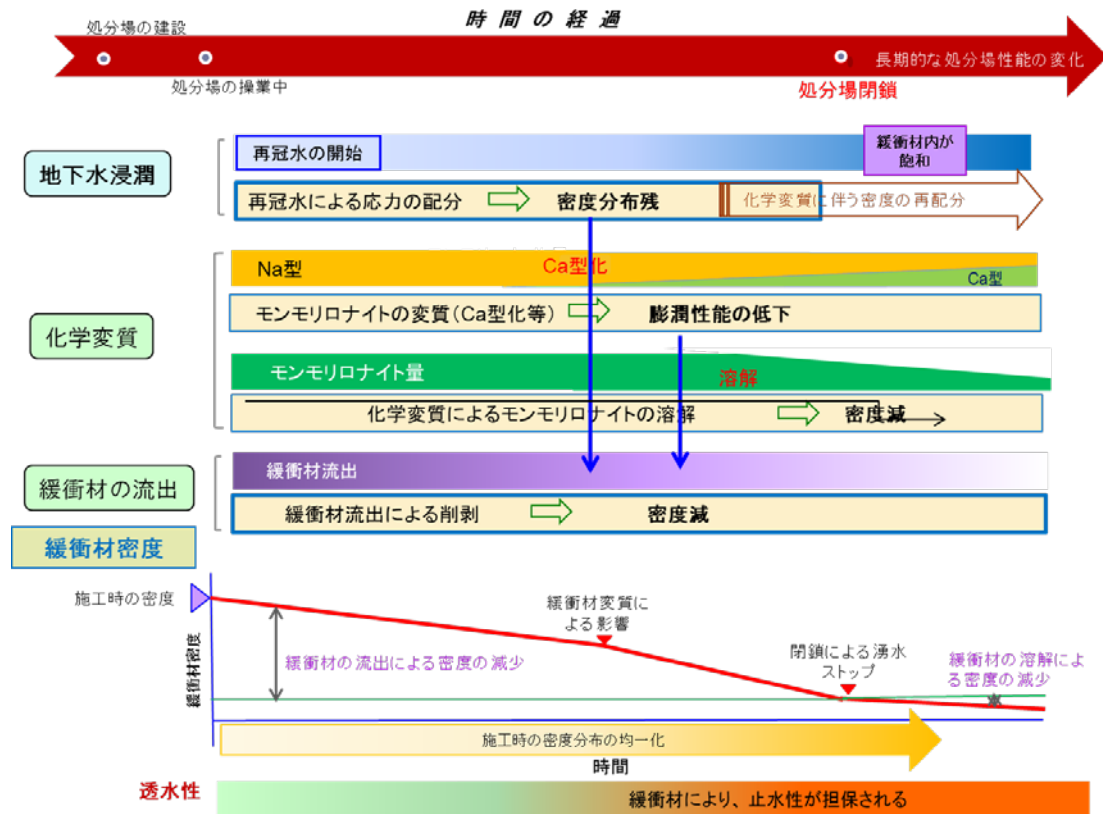 時間の経過
処分場の建設
処分場の操業中
処分場閉鎖
長期的な処分場性能の変化
地下水浸潤
再冠水の開始
緩衝材内が
飽和
再冠水による応力の配分
密度分布残
化学変質に伴う密度の再配分
化学変質
Na型
Ca型化
Ca型
モンモリロナイトの変質(Ca型化等)
膨潤性能の低下
モンモリロナイト量
溶解
化学変質によるモンモリロナイトの溶解
密度減
緩衝材の流出
緩衝材流出
緩衝材流出による削剥
密度減
緩衝材密度
施工時の密度
緩衝材密度
緩衝材の流出による密度の減少
緩衝材変質に
よる影響
閉鎖による湧水
ストップ
緩衝材の溶解によ
る密度の減少
施工時の密度分布の均一化
時間
透水性
緩衝材により、止水性が担保される